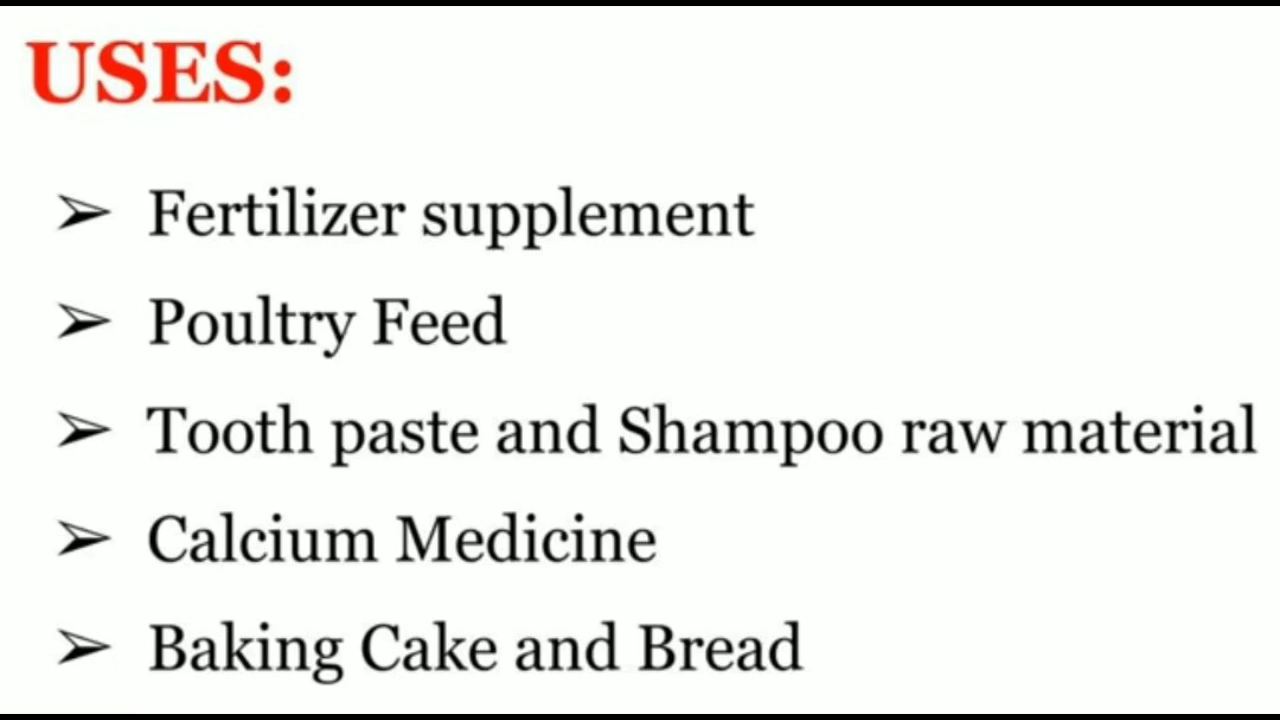 USES:
➢ Fertilizer supplement
➢ Poultry Feed
➢ Tooth paste and Shampoo raw material
➢ Calcium Medicine
➢ Baking Cake and Bread